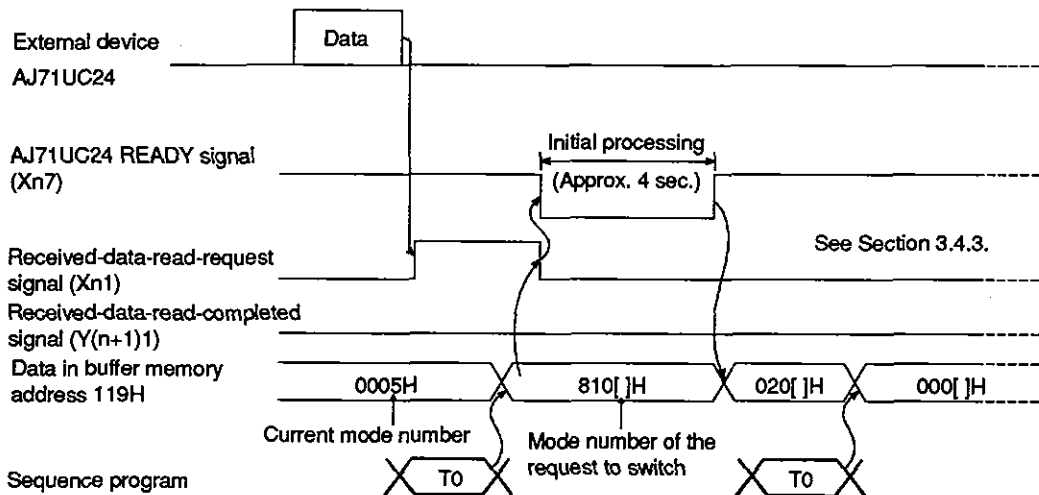 External device
Data
AJ71UC24
AJ71UC24 READY signal
(Xn7)
Initial processing
(Approx. 4 sec.)
Received-data-read-request
signal (Xn1)
See Section 3.4.3.
Received-data-read-completed
signal (Y(n+1)1)
Data in buffer memory
address 119H
0005H
810[ ]H
020[ ]H
000[ ]H
Current mode number
Mode number of the
request to switch
Sequence program
T0
T0